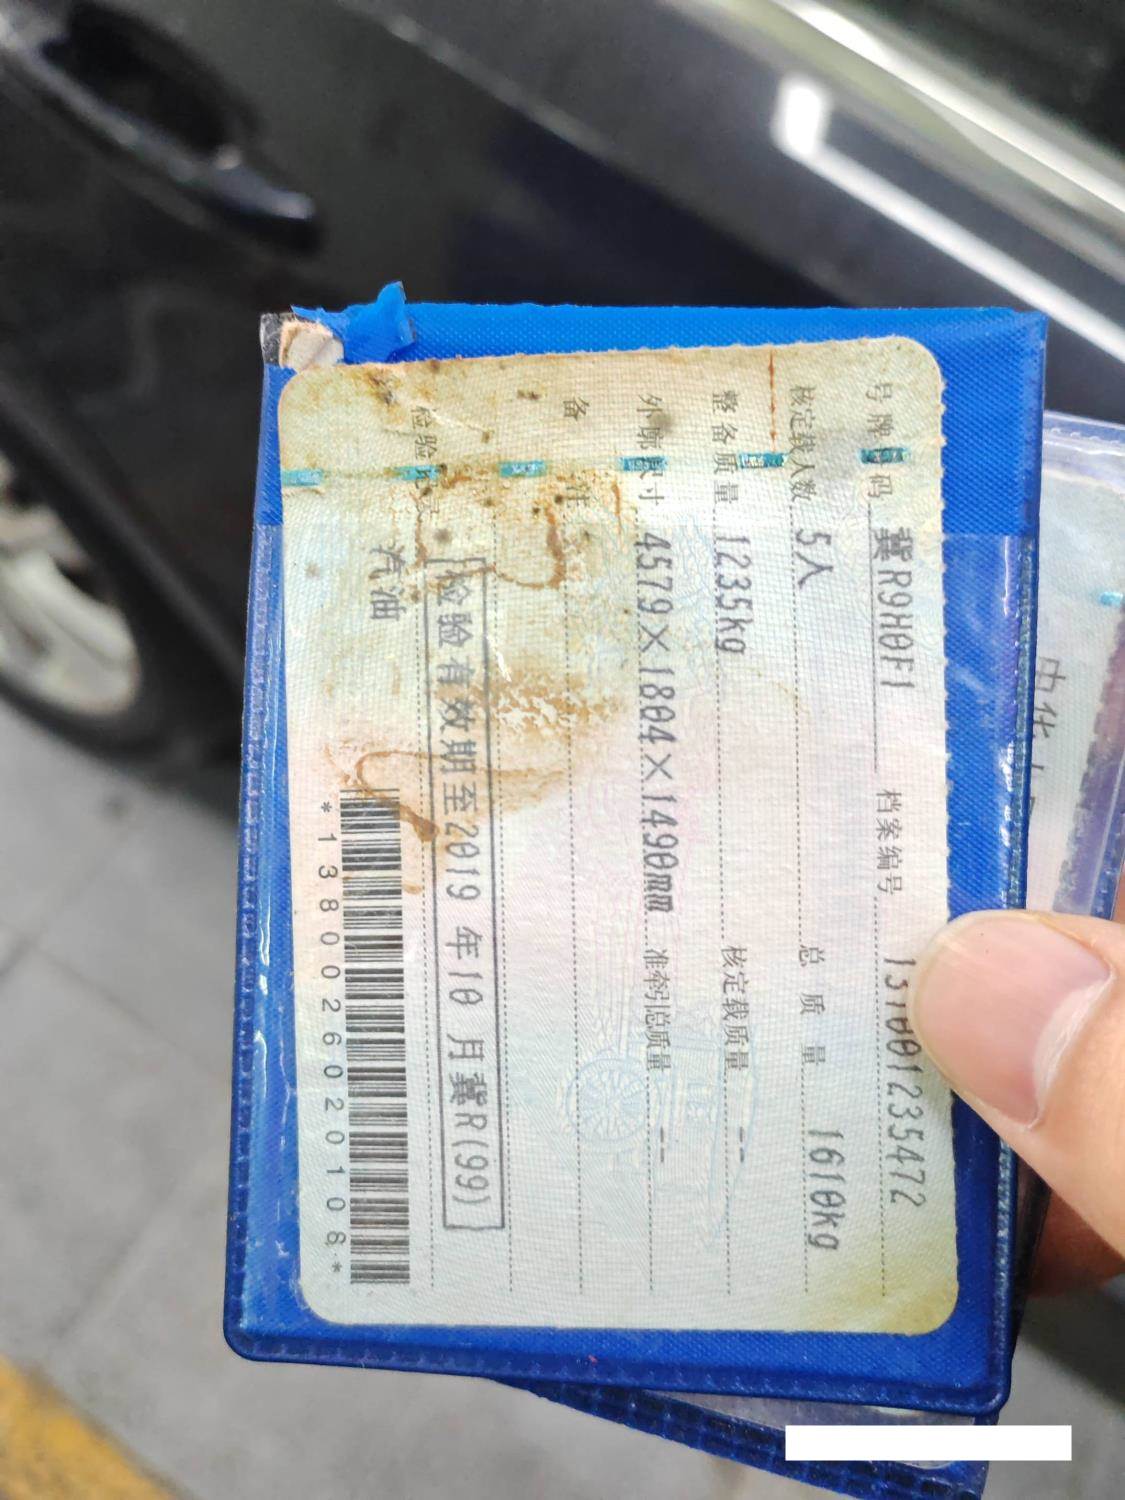 号牌号码 冀R9H0F1 档案编号 131001235472
核定载人数 5人 总质量 1610kg
整备质量 1235kg 核定载质量 --
外廓尺寸 4579×1804×1490mm 准牵引总质量 --
备注
检验记录 检验有效期至2019年10月冀R(99)
汽油
*1380026020108*
中华